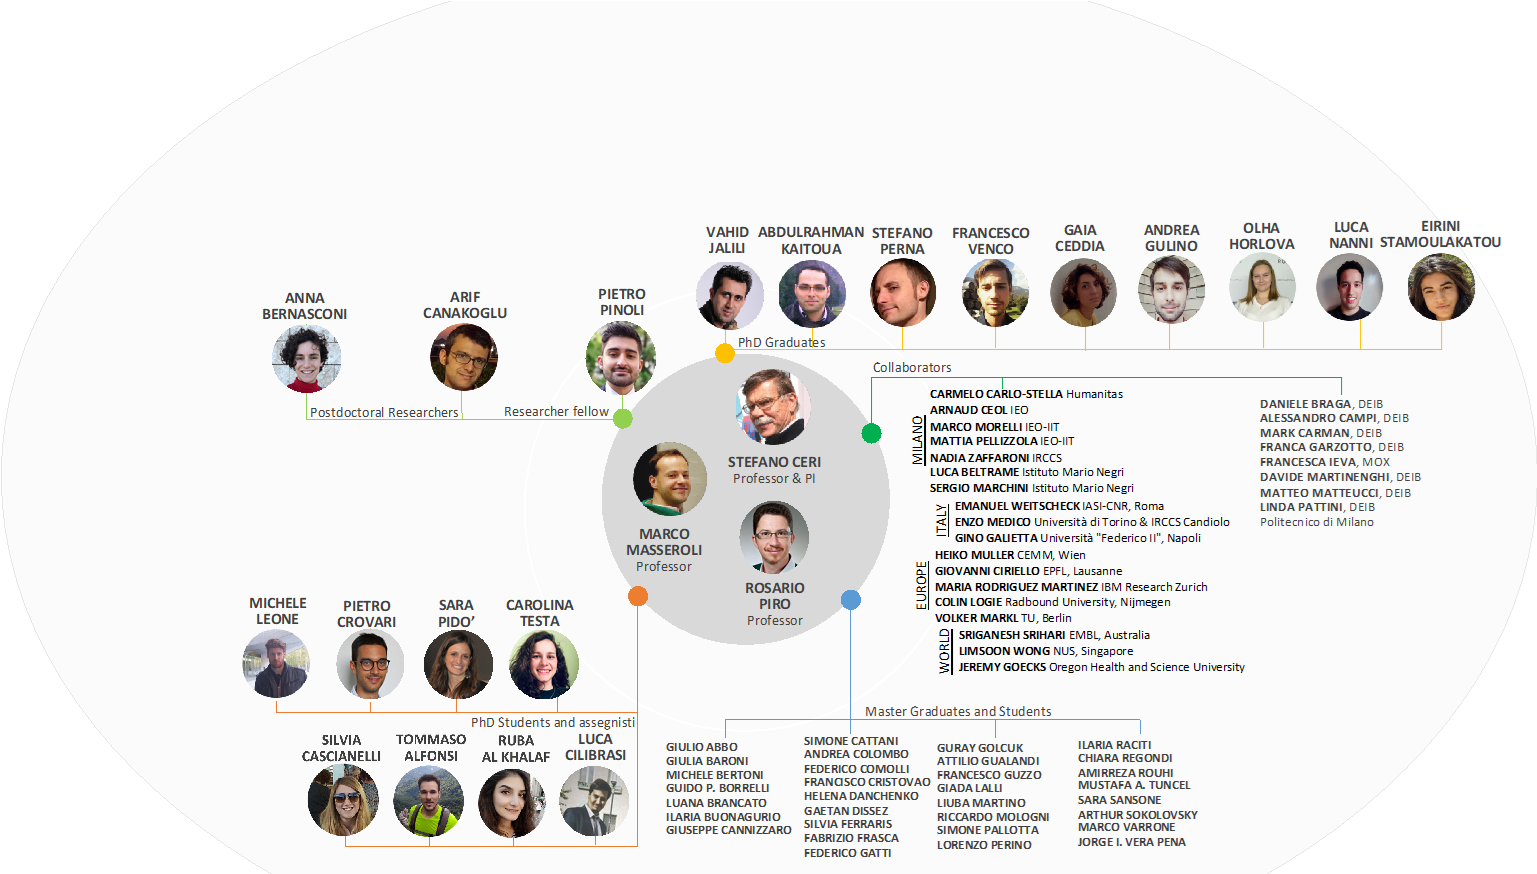 VAHID
JALILI
ABDULRAHMAN
KAITOUA
STEFANO
PERNA
FRANCESCO
VENCO
GAIA
CEDDIA
ANDREA
GULINO
OLHA
HORLOVA
LUCA
NANNI
EIRINI
STAMOULAKATOU
PhD Graduates
ANNA
BERNASCONI
ARIF
CANAKOGLU
PIETRO
PINOLI
Postdoctoral Researchers
Researcher fellow
STEFANO CERI
Professor & PI
MARCO
MASSEROLI
Professor
ROSARIO
PIRO
Professor
Collaborators
CARMELO CARLO-STELLA Humanitas
ARNAUD CEOL IEO
MARCO MORELLI IEO-IIT
MATTIA PELLIZZOLA IEO-IIT
NADIA ZAFFARONI IRCCS
LUCA BELTRAME Istituto Mario Negri
SERGIO MARCHINI Istituto Mario Negri
MILANO
EMANUEL WEITSCHECK IASI-CNR, Roma
ENZO MEDICO Università di Torino & IRCCS Candiolo
GINO GALIETTA Università "Federico II", Napoli
ITALY
HEIKO MULLER CEMM, Wien
GIOVANNI CIRIELLO EPFL, Lausanne
MARIA RODRIGUEZ MARTINEZ IBM Research Zurich
COLIN LOGIE Radbound University, Nijmegen
VOLKER MARKL TU, Berlin
EUROPE
SRIGANESH SRIHARI EMBL, Australia
LIMSOON WONG NUS, Singapore
JEREMY GOECKS Oregon Health and Science University
WORLD
DANIELE BRAGA, DEIB
ALESSANDRO CAMPI, DEIB
MARK CARMAN, DEIB
FRANCA GARZOTTO, DEIB
FRANCESCA IEVA, MOX
DAVIDE MARTINENGHI, DEIB
MATTEO MATTEUCCI, DEIB
LINDA PATTINI, DEIB
Politecnico di Milano
MICHELE
LEONE
PIETRO
CROVARI
SARA
PIDO’
CAROLINA
TESTA
PhD Students and assegnisti
SILVIA
CASCIANELLI
TOMMASO
ALFONSI
RUBA
AL KHALAF
LUCA
CILIBRASI
Master Graduates and Students
GIULIO ABBO
GIULIA BARONI
MICHELE BERTONI
GUIDO P. BORRELLI
LUANA BRANCATO
ILARIA BUONAGURIO
GIUSEPPE CANNIZZARO
SIMONE CATTANI
ANDREA COLOMBO
FEDERICO COMOLLI
FRANCISCO CRISTOVAO
HELENA DANCHENKO
GAETAN DISSEZ
SILVIA FERRARIS
FABRIZIO FRASCA
FEDERICO GATTI
GURAY GOLCUK
ATTILIO GUALANDI
FRANCESCO GUZZO
GIADA LALLI
LIUBA MARTINO
RICCARDO MOLOGNI
SIMONE PALLOTTA
LORENZO PERINO
ILARIA RACITI
CHIARA REGONDI
AMIRREZA ROUHI
MUSTAFA A. TUNCEL
SARA SANSONE
ARTHUR SOKOLOVSKY
MARCO VARRONE
JORGE I. VERA PENA